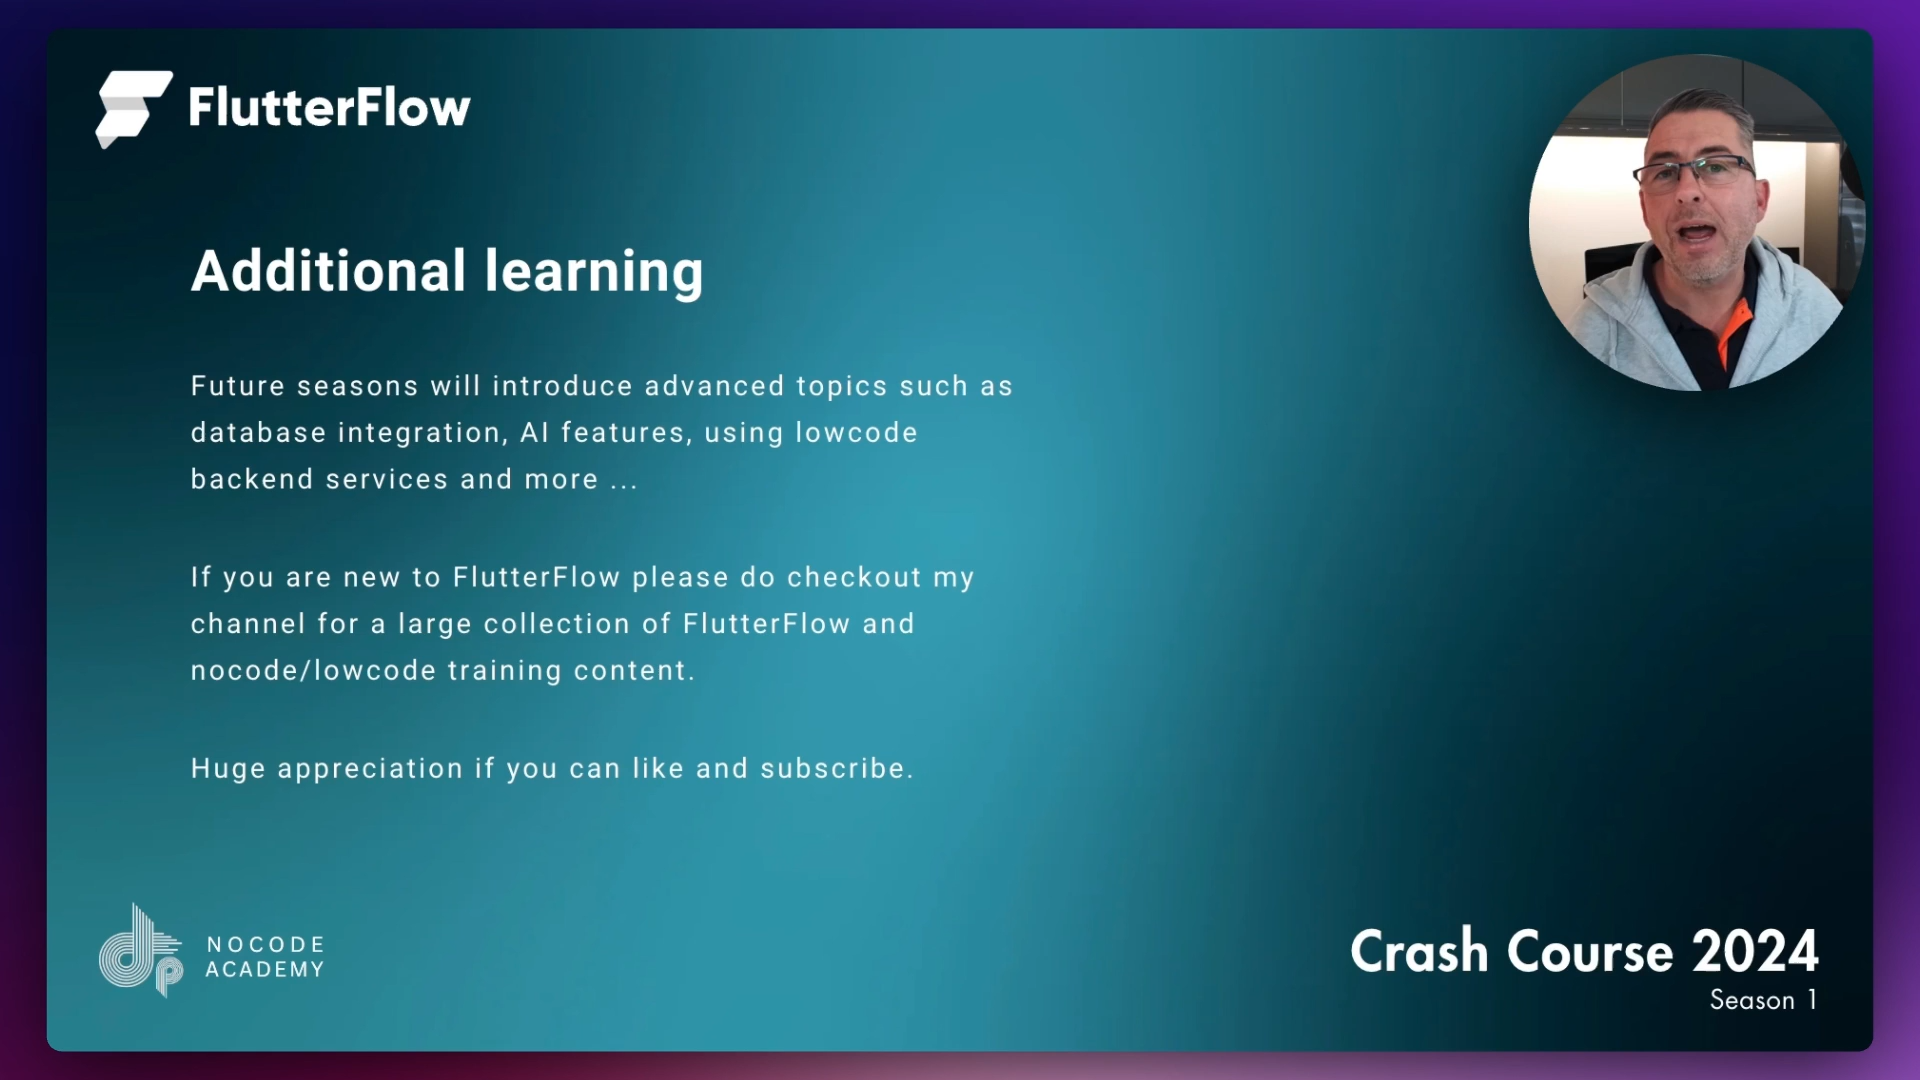 FlutterFlow
Additional learning
Future seasons will introduce advanced topics such as
database integration, AI features, using lowcode
backend services and more ...
If you are new to FlutterFlow please do checkout my
channel for a large collection of FlutterFlow and
nocode/lowcode training content.
Huge appreciation if you can like and subscribe.
dp
NOCODE
ACADEMY
Crash Course 2024
Season 1